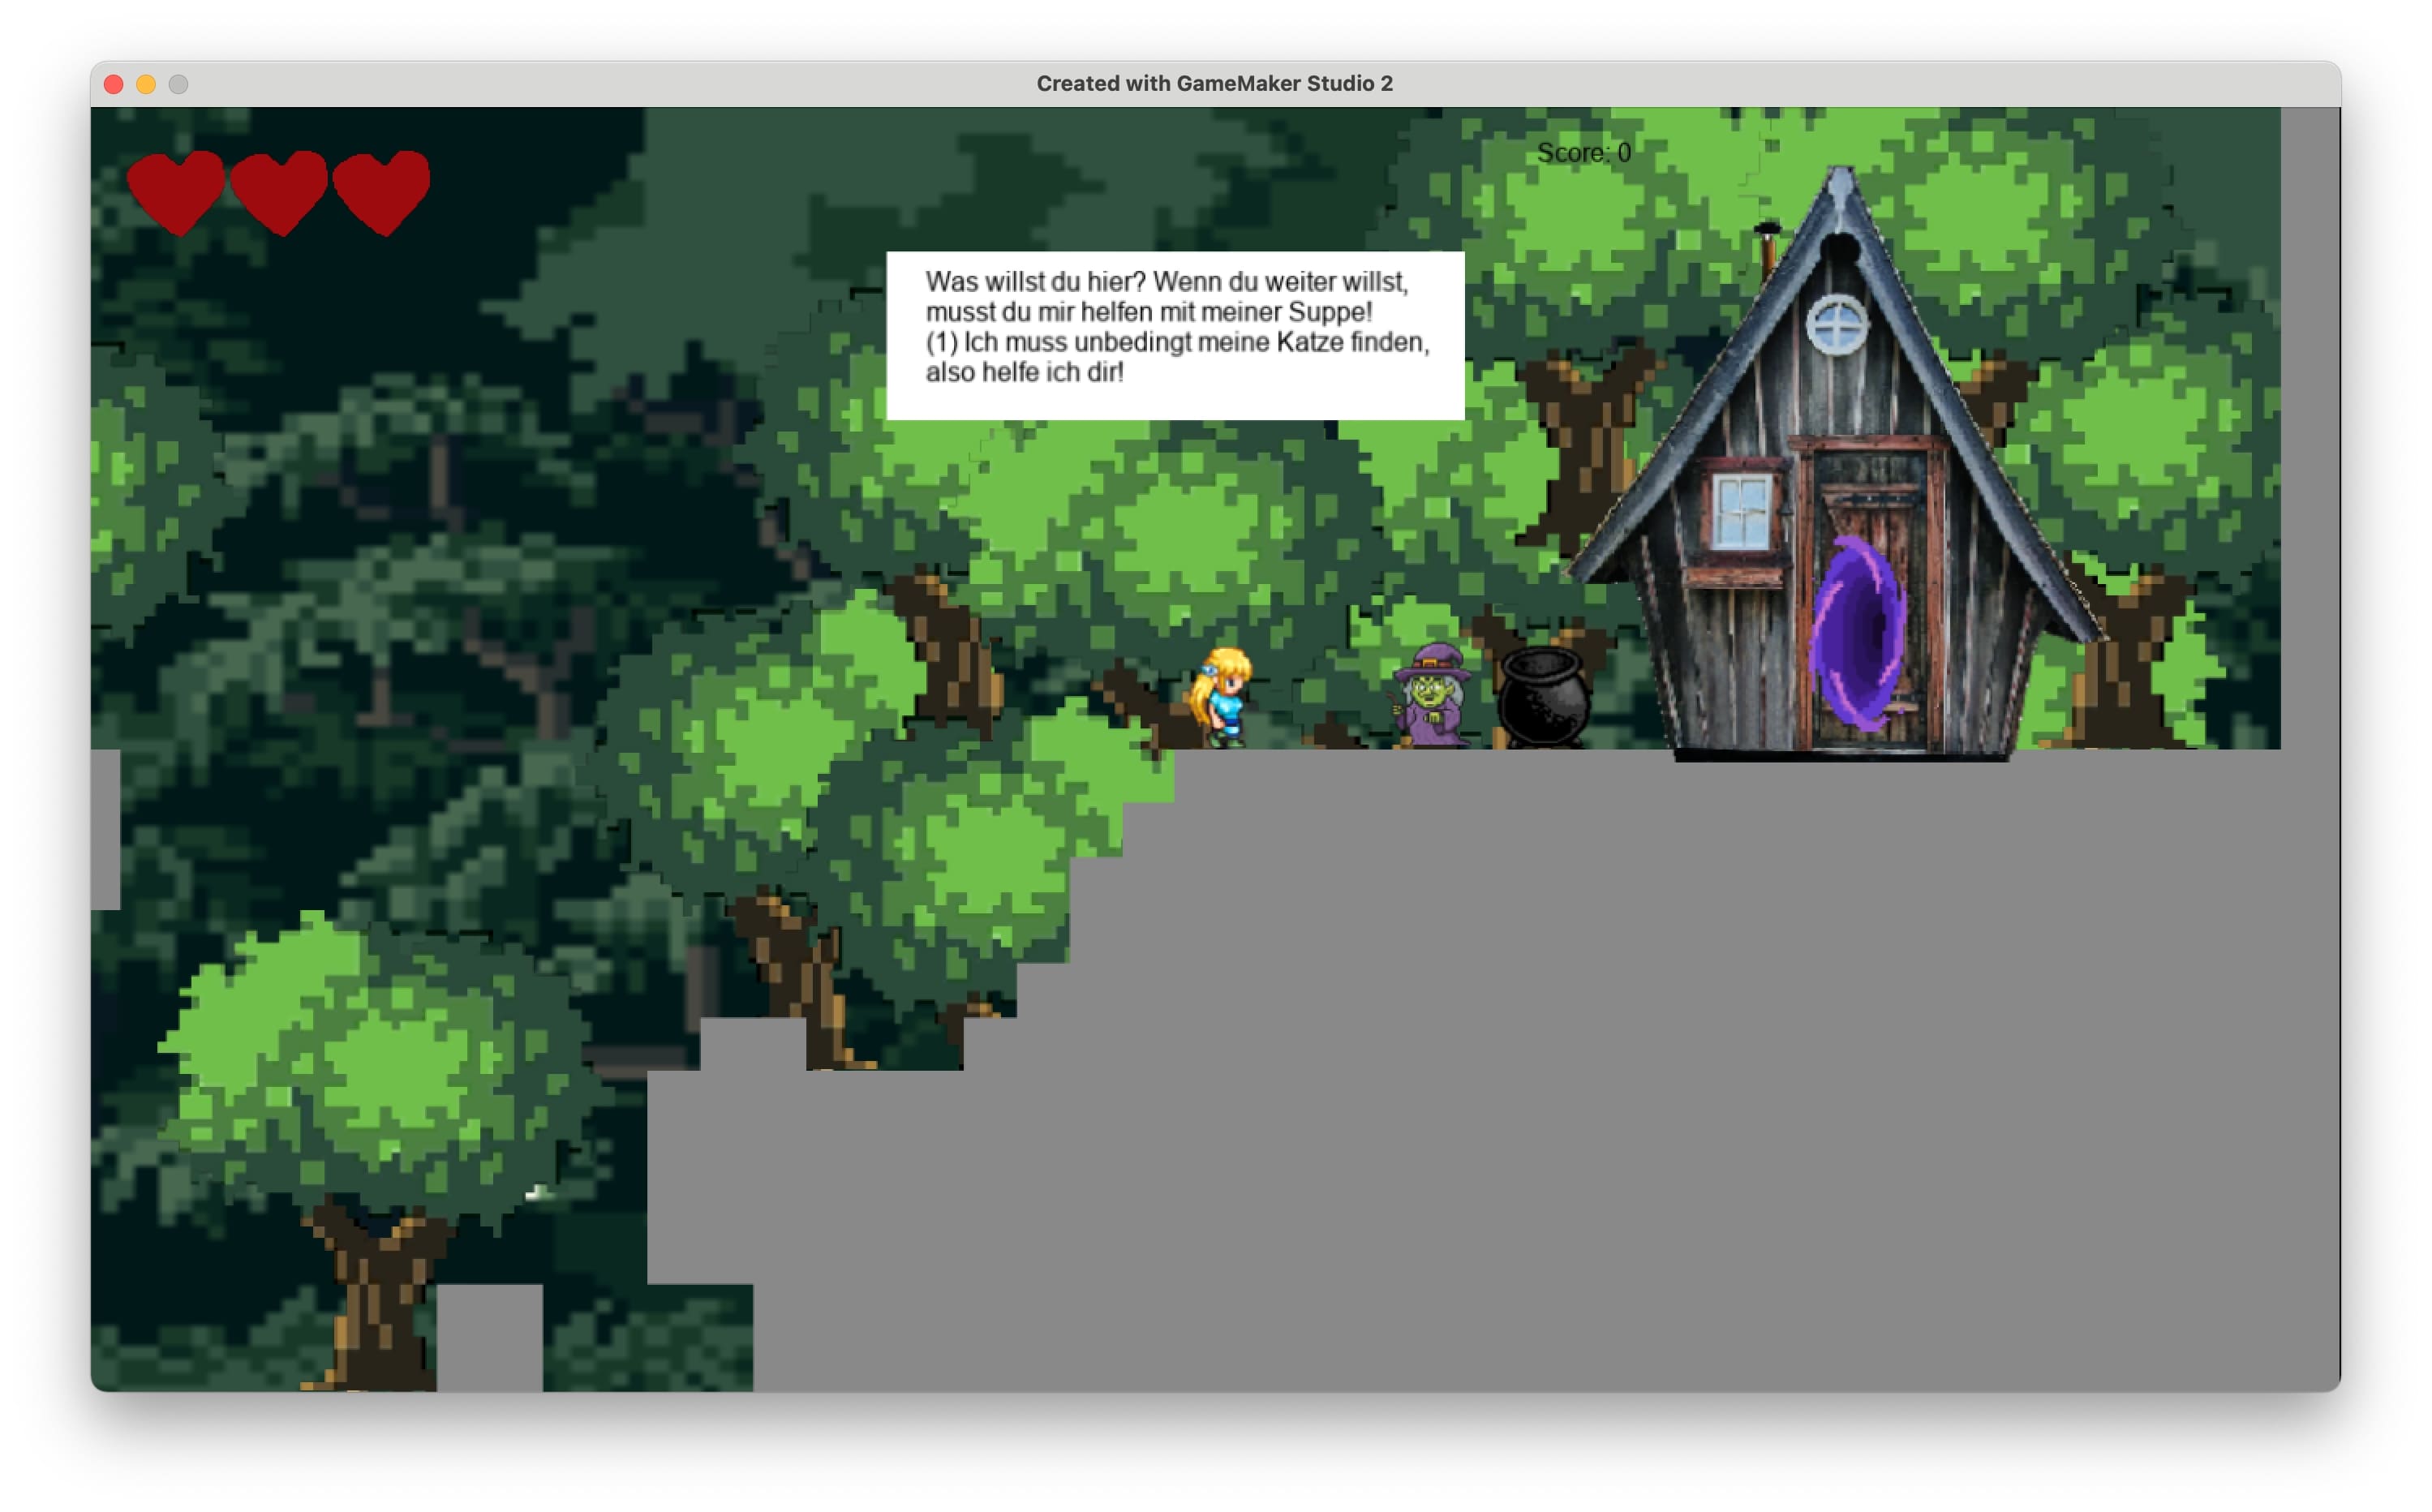 Created with GameMaker Studio 2
Score: 0
Was willst du hier? Wenn du weiter willst,
musst du mir helfen mit meiner Suppe!
(1) Ich muss unbedingt meine Katze finden,
also helfe ich dir!